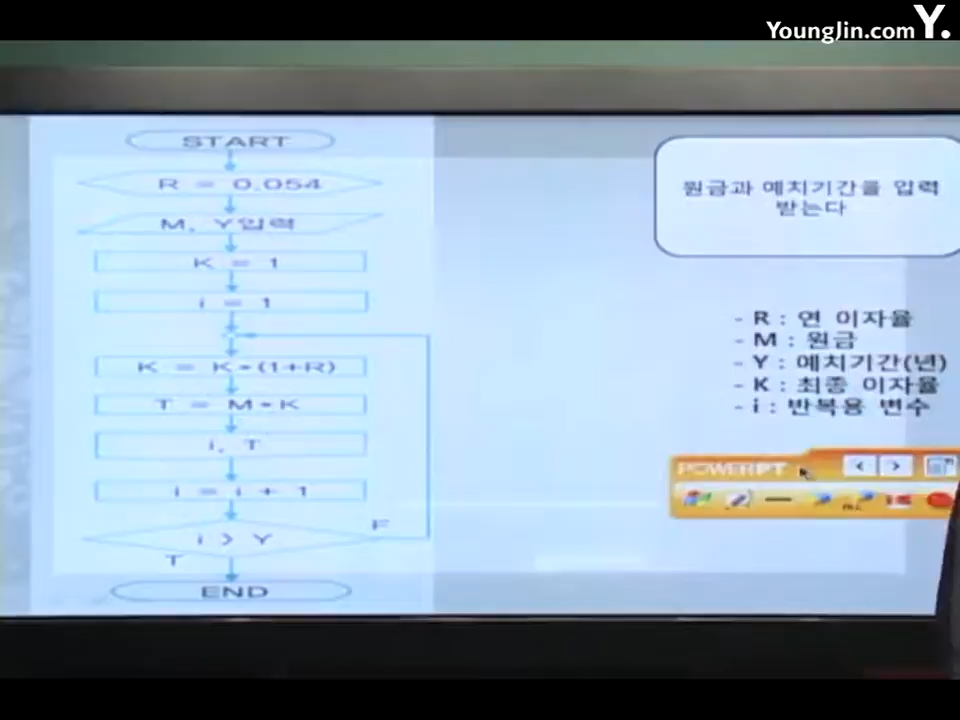 YoungJin.com Y.
START
R = 0.054
M, Y입력
K = 1
i = 1
K = K*(1+R)
T = M*K
i, T
i = i + 1
i > Y
F
T
END
원금과 예치기간을 입력
받는다
- R : 연 이자율
- M : 원금
- Y : 예치기간(년)
- K : 최종 이자율
- i : 반복용 변수
POWERPT